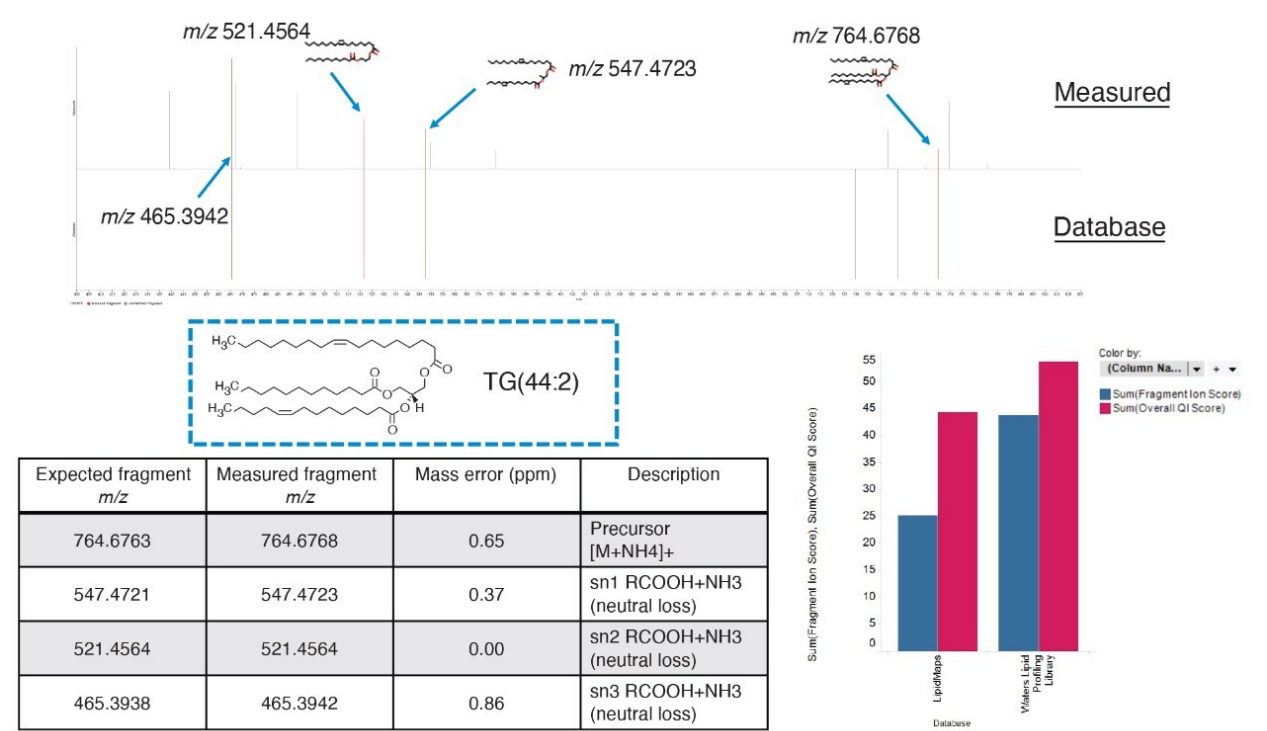 m/z 521.4564
m/z 547.4723
m/z 764.6768
Measured
m/z 465.3942
Database
H3C
O
O
O
H3C
O
H3C
O
H
O
TG(44:2)
Expected fragment m/z
Measured fragment m/z
Mass error (ppm)
Description
764.6763
764.6768
0.65
Precursor
[M+NH4]+
547.4721
547.4723
0.37
sn1 RCOOH+NH3
(neutral loss)
521.4564
521.4564
0.00
sn2 RCOOH+NH3
(neutral loss)
465.3938
465.3942
0.86
sn3 RCOOH+NH3
(neutral loss)
Sum(Fragment Ion Score), Sum(Overall QI Score)
55
50
45
40
35
30
25
20
15
10
5
0
LipidMaps
Waters Lipid
Profiling
Library
Database
Color by:
(Column Na...
+
Sum(Fragment Ion Score)
Sum(Overall QI Score)